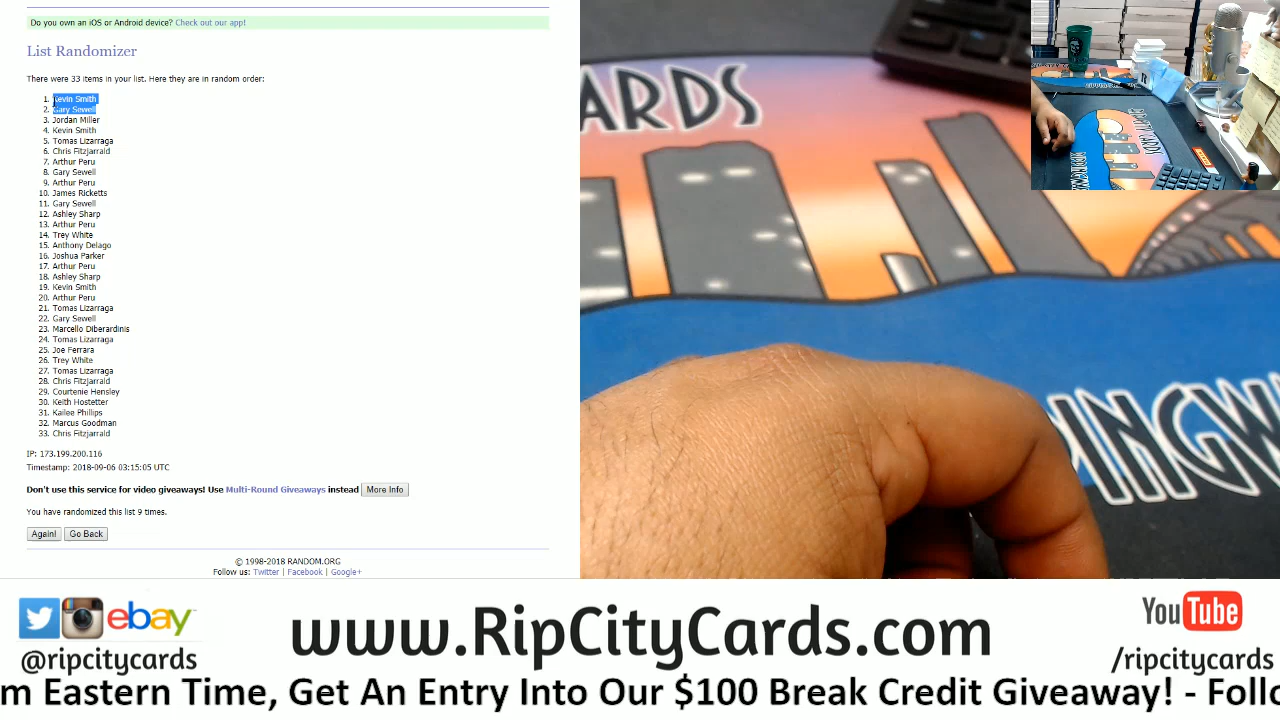 Do you own an iOS or Android device? Check out our app!
List Randomizer
There were 33 items in your list. Here they are in random order:
1. Kevin Smith
2. Gary Sewell
3. Jordan Miller
4. Kevin Smith
5. Tomas Lizarraga
6. Chris Fitzjarrald
7. Arthur Peru
8. Gary Sewell
9. Arthur Peru
10. James Ricketts
11. Gary Sewell
12. Ashley Sharp
13. Arthur Peru
14. Trey White
15. Anthony Delago
16. Joshua Parker
17. Arthur Peru
18. Ashley Sharp
19. Kevin Smith
20. Arthur Peru
21. Tomas Lizarraga
22. Gary Sewell
23. Marcello Diberardinis
24. Tomas Lizarraga
25. Joe Ferrara
26. Trey White
27. Tomas Lizarraga
28. Chris Fitzjarrald
29. Courtenie Hensley
30. Keith Hostetter
31. Kailee Phillips
32. Marcus Goodman
33. Chris Fitzjarrald
IP: 173.199.200.116
Timestamp: 2018-09-06 03:15:05 UTC
Don't use this service for video giveaways! Use Multi-Round Giveaways instead More Info
You have randomized this list 9 times.
Again! Go Back
© 1998-2018 RANDOM.ORG
Follow us: Twitter | Facebook | Google+
ARDS
PINGW
ebay
@ripcitycards
www.RipCityCards.com
YouTube
/ripcitycards
m Eastern Time, Get An Entry Into Our $100 Break Credit Giveaway! - Follo